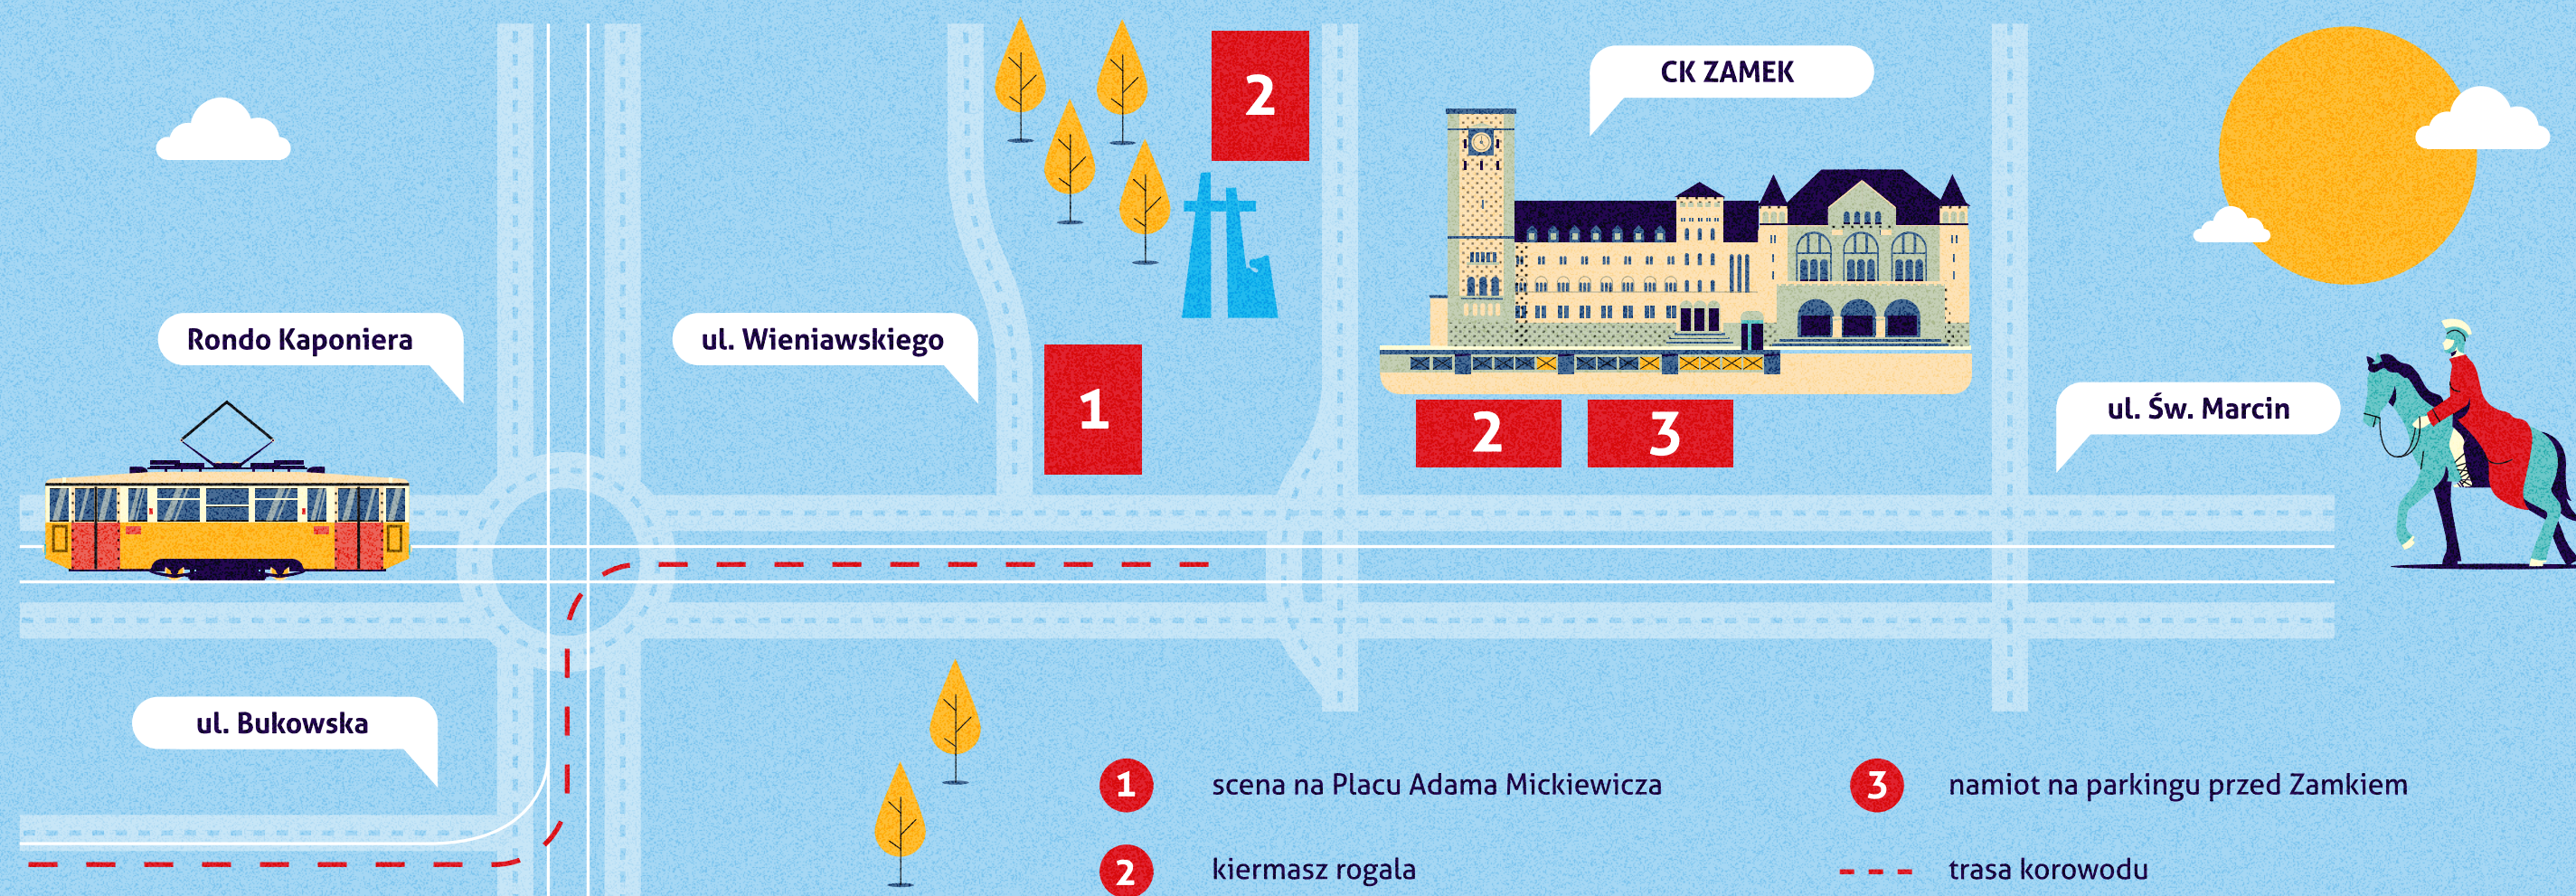 CK ZAMEK
2
Rondo Kaponiera
ul. Wieniawskiego
1
2
3
ul. Św. Marcin
ul. Bukowska
1 scena na Placu Adama Mickiewicza
3 namiot na parkingu przed Zamkiem
2 kiermasz rogala
trasa korowodu